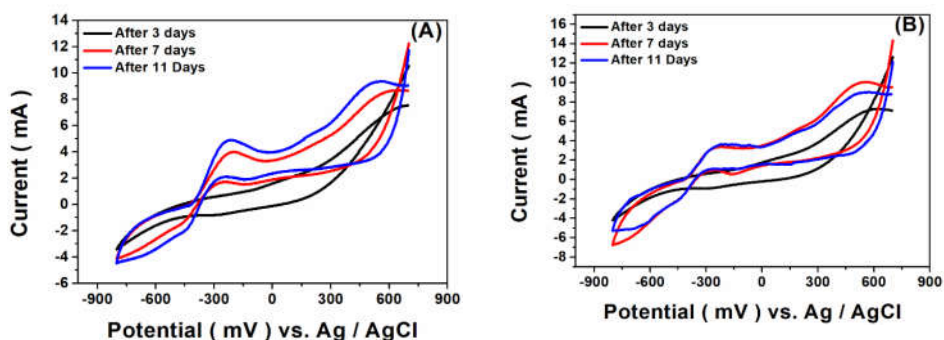 (A)
After 3 days
After 7 days
After 11 Days
14
12
10
8
6
4
2
0
-2
-4
-6
Current ( mA)
-900 -600 -300 0 300 600 900
Potential ( mV) vs. Ag / AgCl
(B)
After 3 days
After 7 days
After 11 Days
16
14
12
10
8
6
4
2
0
-2
-4
-6
-8
Current ( mA)
-900 -600 -300 0 300 600 900
Potential ( mV) vs. Ag / AgCl